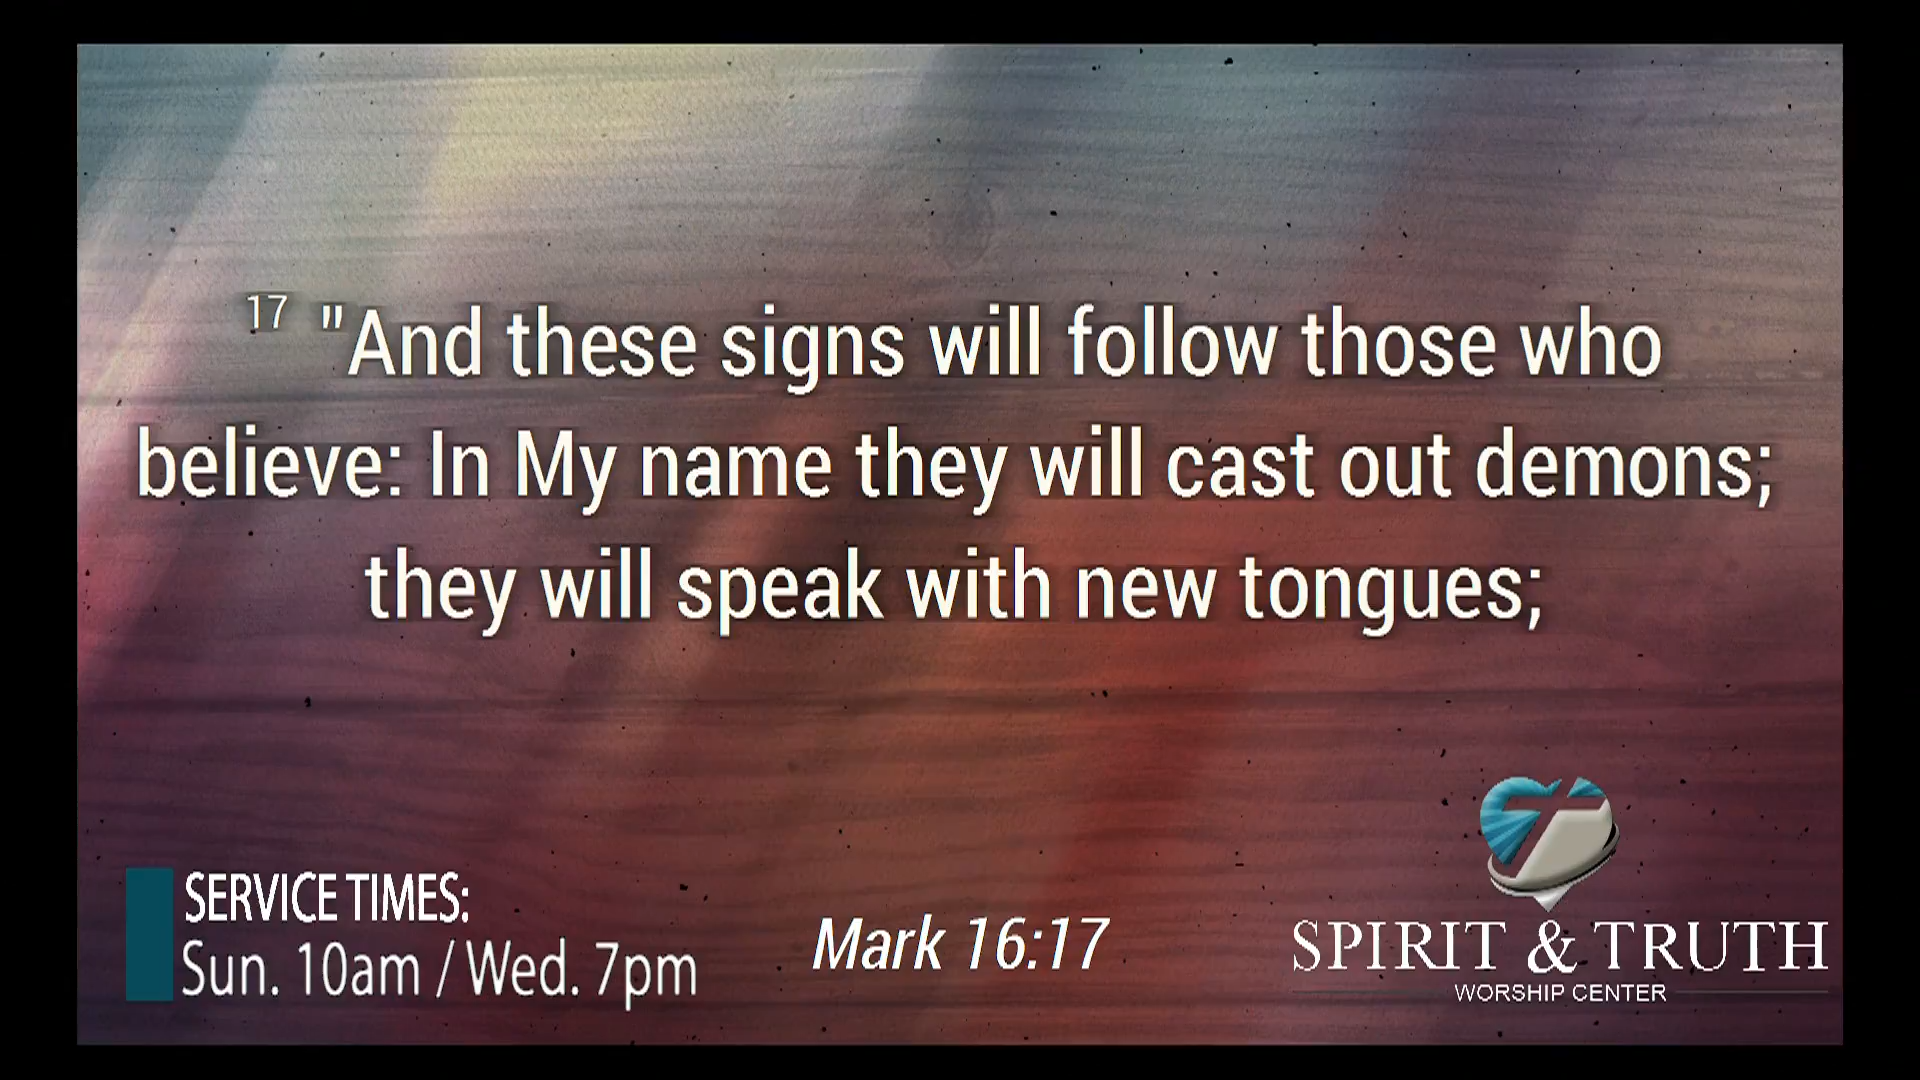 17 "And these signs will follow those who
believe: In My name they will cast out demons;
they will speak with new tongues;
SERVICE TIMES:
Sun. 10am / Wed. 7pm
Mark 16:17
SPIRIT & TRUTH
WORSHIP CENTER